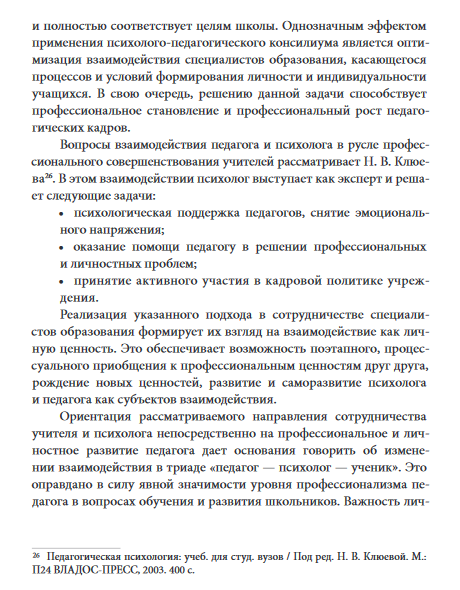 и полностью соответствует целям школы. Однозначным эффектом
применения психолого-педагогического консилиума является опти-
мизация взаимодействия специалистов образования, касающегося
процессов и условий формирования личности и индивидуальности
учащихся. В свою очередь, решению данной задачи способствует
профессиональное становление и профессиональный рост педаго-
гических кадров.
Вопросы взаимодействия педагога и психолога в русле профес-
сионального совершенствования учителей рассматривает Н. В. Клюе-
ва²⁶. В этом взаимодействии психолог выступает как эксперт и реша-
ет следующие задачи:
• психологическая поддержка педагогов, снятие эмоциональ-
ного напряжения;
• оказание помощи педагогу в решении профессиональных
и личностных проблем;
• принятие активного участия в кадровой политике учреж-
дения.
Реализация указанного подхода в сотрудничестве специали-
стов образования формирует их взгляд на взаимодействие как лич-
ную ценность. Это обеспечивает возможность поэтапного, процес-
суального приобщения к профессиональным ценностям друг друга,
рождение новых ценностей, развитие и саморазвитие психолога
и педагога как субъектов взаимодействия.
Ориентация рассматриваемого направления сотрудничества
учителя и психолога непосредственно на профессиональное и лич-
ностное развитие педагога дает основания говорить об измене-
нии взаимодействия в триаде «педагог — психолог — ученик». Это
оправдано в силу явной значимости уровня профессионализма пе-
дагога в вопросах обучения и развития школьников. Важность лич-
²⁶ Педагогическая психология: учеб. для студ. вузов / Под ред. Н. В. Клюевой. М.:
П24 ВЛАДОС-ПРЕСС, 2003. 400 с.